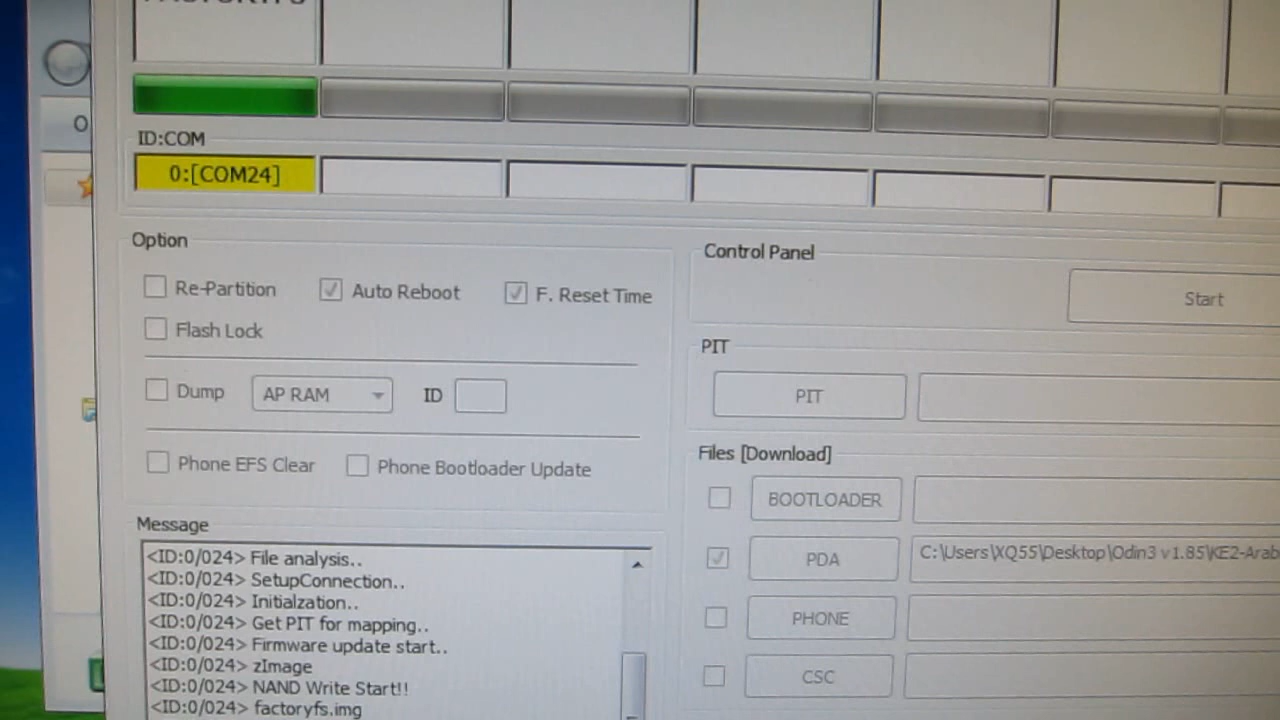 ID:COM
0:[COM24]
Option
Re-Partition
Auto Reboot
F. Reset Time
Flash Lock
Dump
AP RAM
ID
Phone EFS Clear
Phone Bootloader Update
Message
<ID:0/024> File analysis..
<ID:0/024> SetupConnection..
<ID:0/024> Initialzation..
<ID:0/024> Get PIT for mapping..
<ID:0/024> Firmware update start..
<ID:0/024> zImage
<ID:0/024> NAND Write Start!!
<ID:0/024> factoryfs.img
Control Panel
Start
PIT
PIT
Files [Download]
BOOTLOADER
PDA
C:\Users\XQ55\Desktop\Odin3 v1.85\KE2-Arab
PHONE
CSC